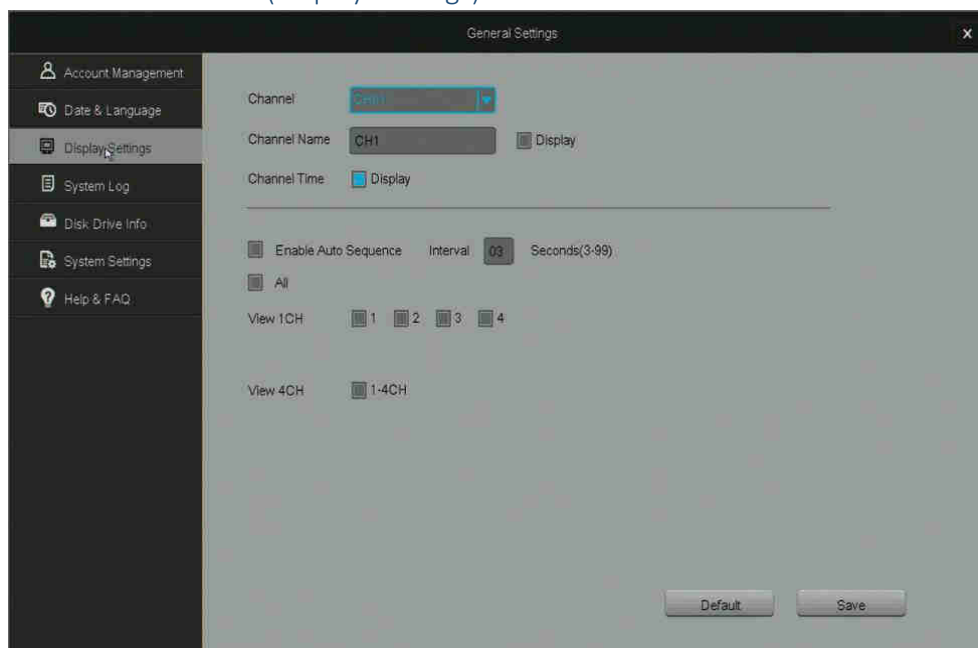 General Settings
X
Account Management
Date & Language
Display Settings
System Log
Disk Drive Info
System Settings
Help & FAQ
Channel
Channel Name CH1 Display
Channel Time Display
Enable Auto Sequence Interval 03 Seconds(3-99)
All
View 1CH 1 2 3 4
View 4CH 1-4CH
Default Save